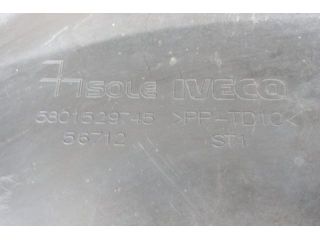 isole IVECO
5801529745 >PP-TD10<
56712 ST1